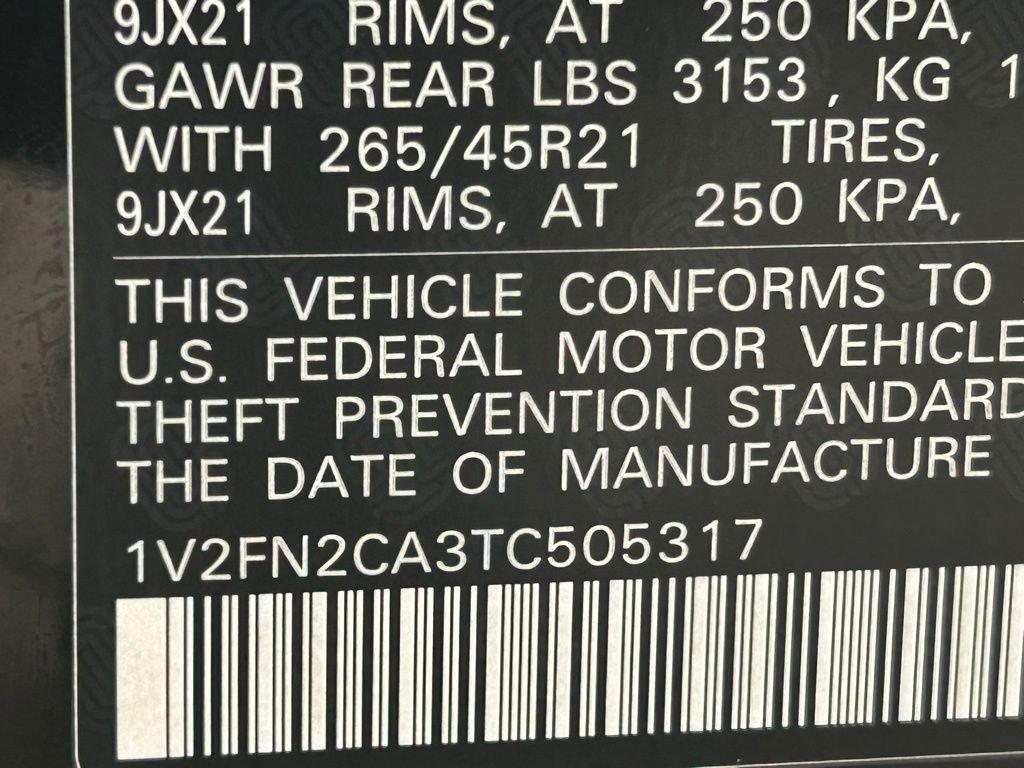 9JX21 RIMS, AT 250 KPA,
GAWR REAR LBS 3153, KG 1
WITH 265/45R21 TIRES,
9JX21 RIMS, AT 250 KPA,
THIS VEHICLE CONFORMS TO
U.S. FEDERAL MOTOR VEHICLE
THEFT PREVENTION STANDARD
THE DATE OF MANUFACTURE
1V2FN2CA3TC505317